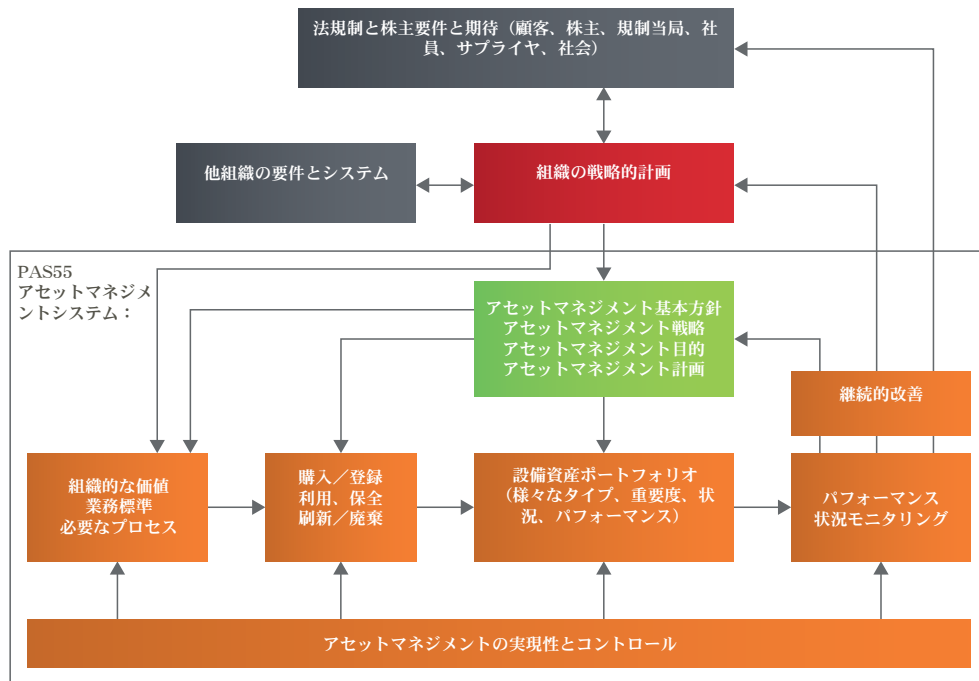 法規制と株主要件と期待（顧客、株主、規制当局、社
員、サプライヤ、社会）
他組織の要件とシステム
組織の戦略的計画
PAS55
アセットマネジメ
ントシステム：
アセットマネジメント基本方針
アセットマネジメント戦略
アセットマネジメント目的
アセットマネジメント計画
継続的改善
組織的な価値
業務標準
必要なプロセス
購入／登録
利用、保全
刷新／廃棄
設備資産ポートフォリオ
（様々なタイプ、重要度、状
況、パフォーマンス）
パフォーマンス
状況モニタリング
アセットマネジメントの実現性とコントロール